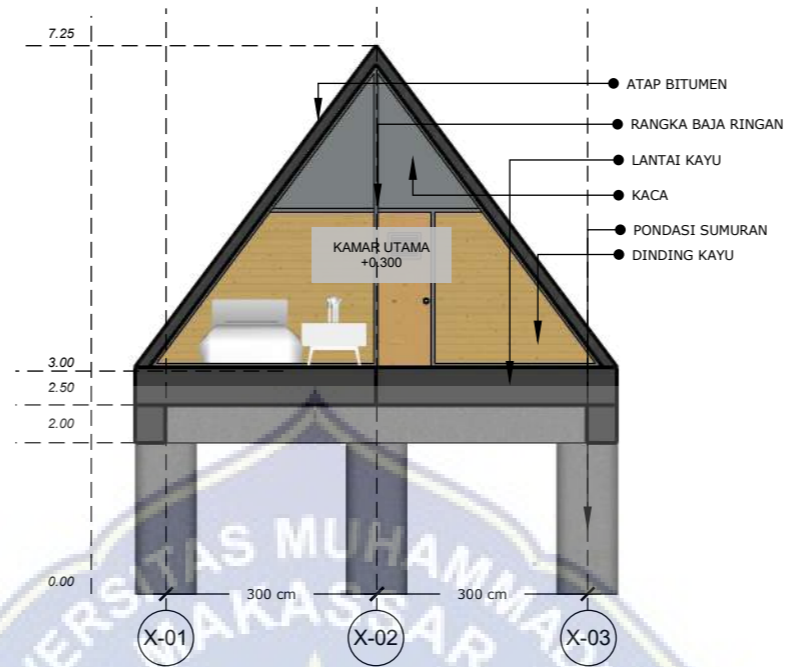 7.25
ATAP BITUMEN
RANGKA BAJA RINGAN
LANTAI KAYU
KACA
PONDASI SUMURAN
DINDING KAYU
KAMAR UTAMA
+0.300
3.00
2.50
2.00
0.00
300 cm
300 cm
X-01
X-02
X-03